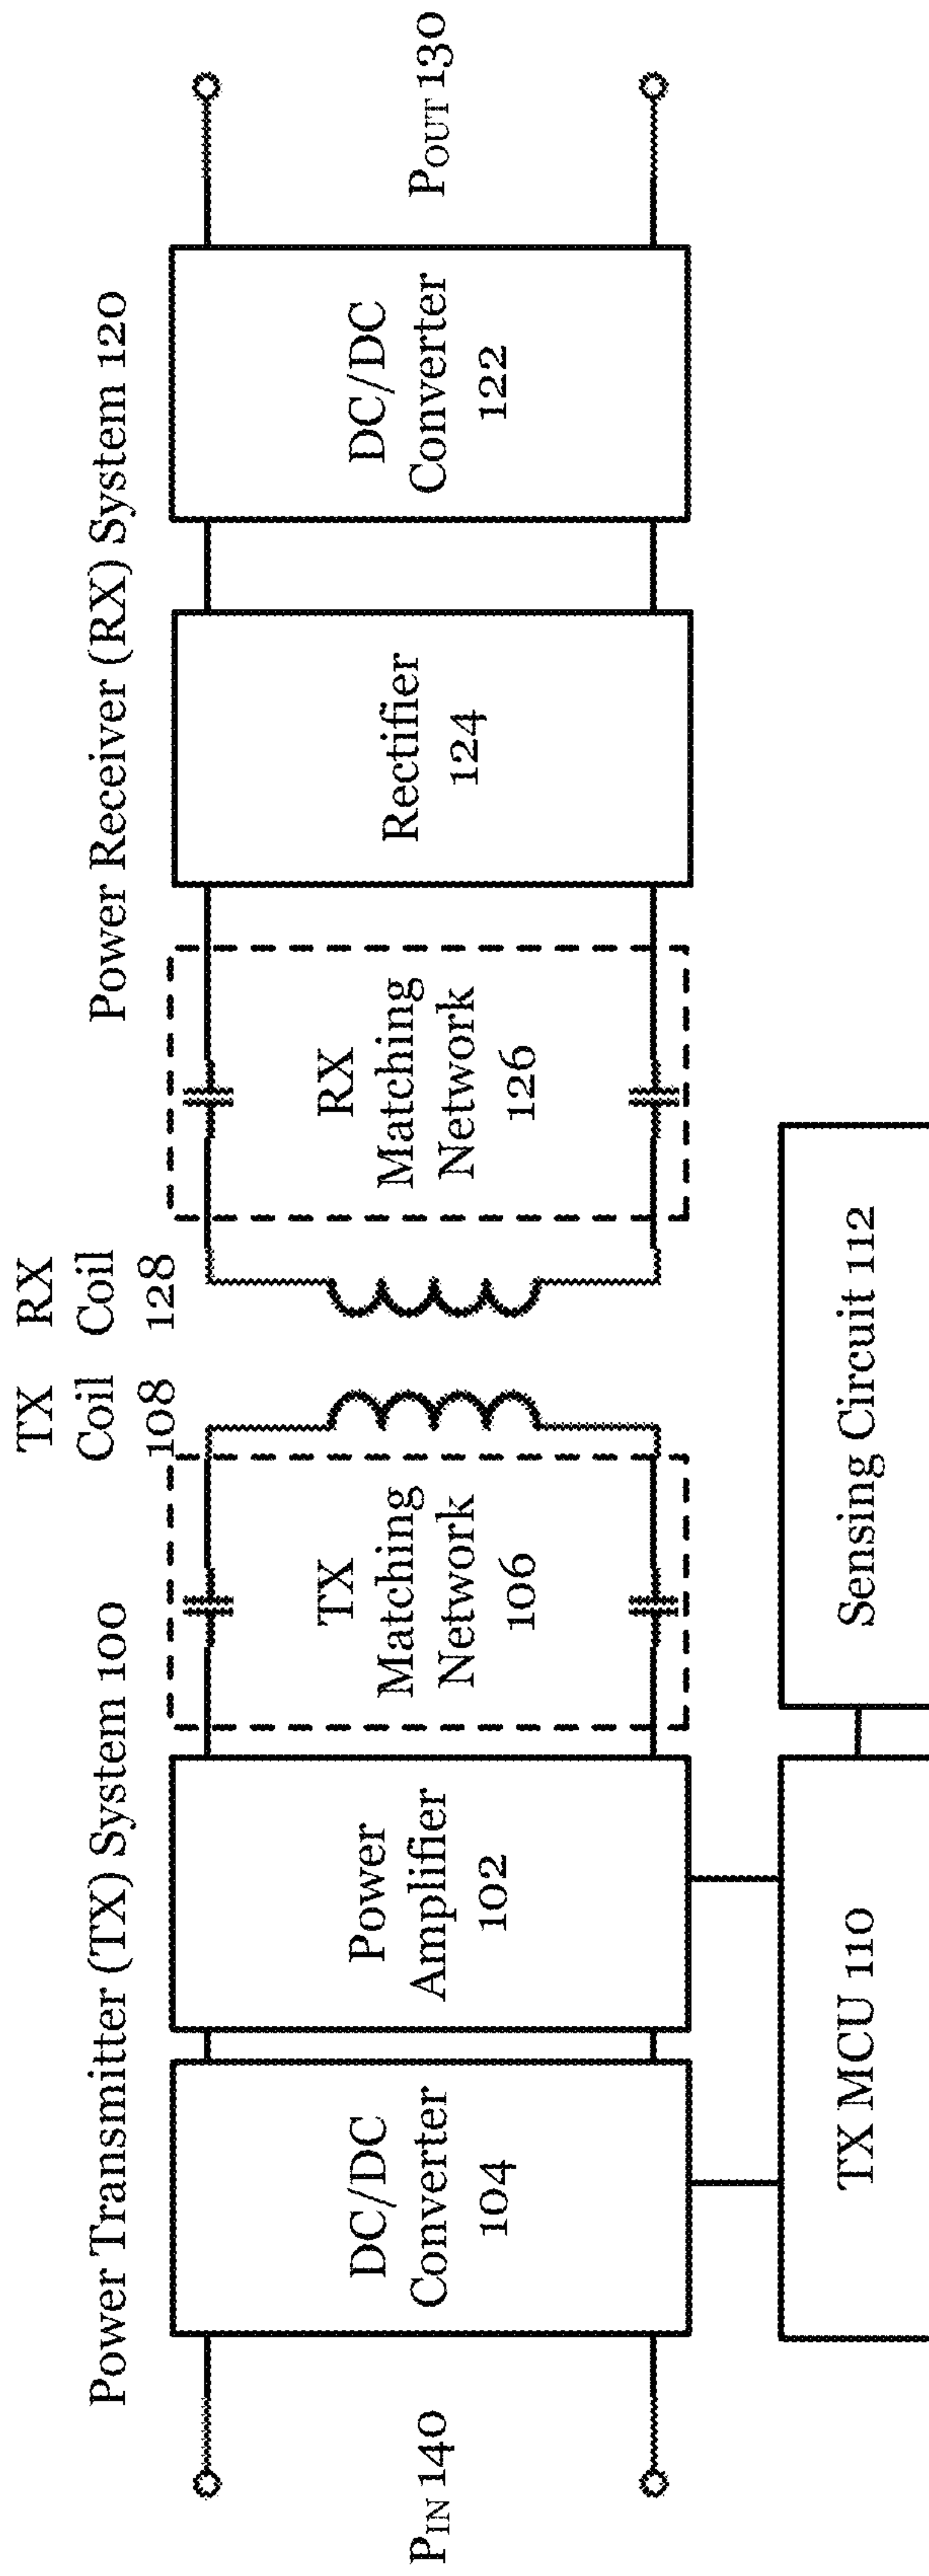 Power Transmitter (TX) System 100
TX
Coil
108
RX
Coil
128
Power Receiver (RX) System 120
P_IN 140
DC/DC
Converter
104
Power
Amplifier
102
TX
Matching
Network
106
RX
Matching
Network
126
Rectifier
124
DC/DC
Converter
122
P_OUT 130
TX MCU 110
Sensing Circuit 112